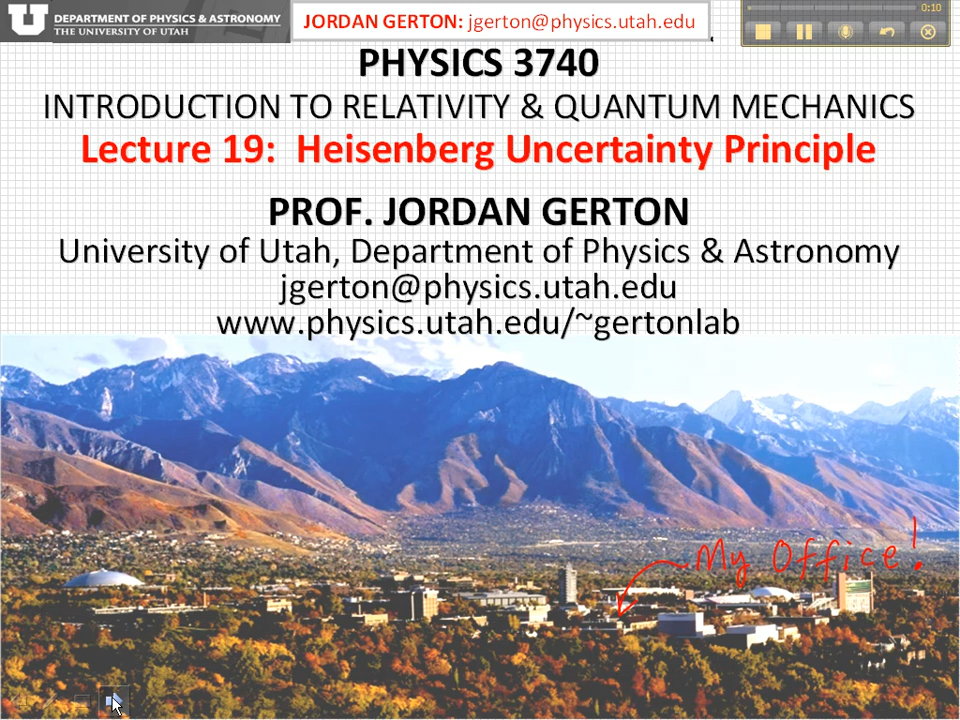 U
DEPARTMENT OF PHYSICS & ASTRONOMY
THE UNIVERSITY OF UTAH
JORDAN GERTON: jgerton@physics.utah.edu
0:10
PHYSICS 3740
INTRODUCTION TO RELATIVITY & QUANTUM MECHANICS
Lecture 19: Heisenberg Uncertainty Principle
PROF. JORDAN GERTON
University of Utah, Department of Physics & Astronomy
jgerton@physics.utah.edu
www.physics.utah.edu/~gertonlab
My Office!